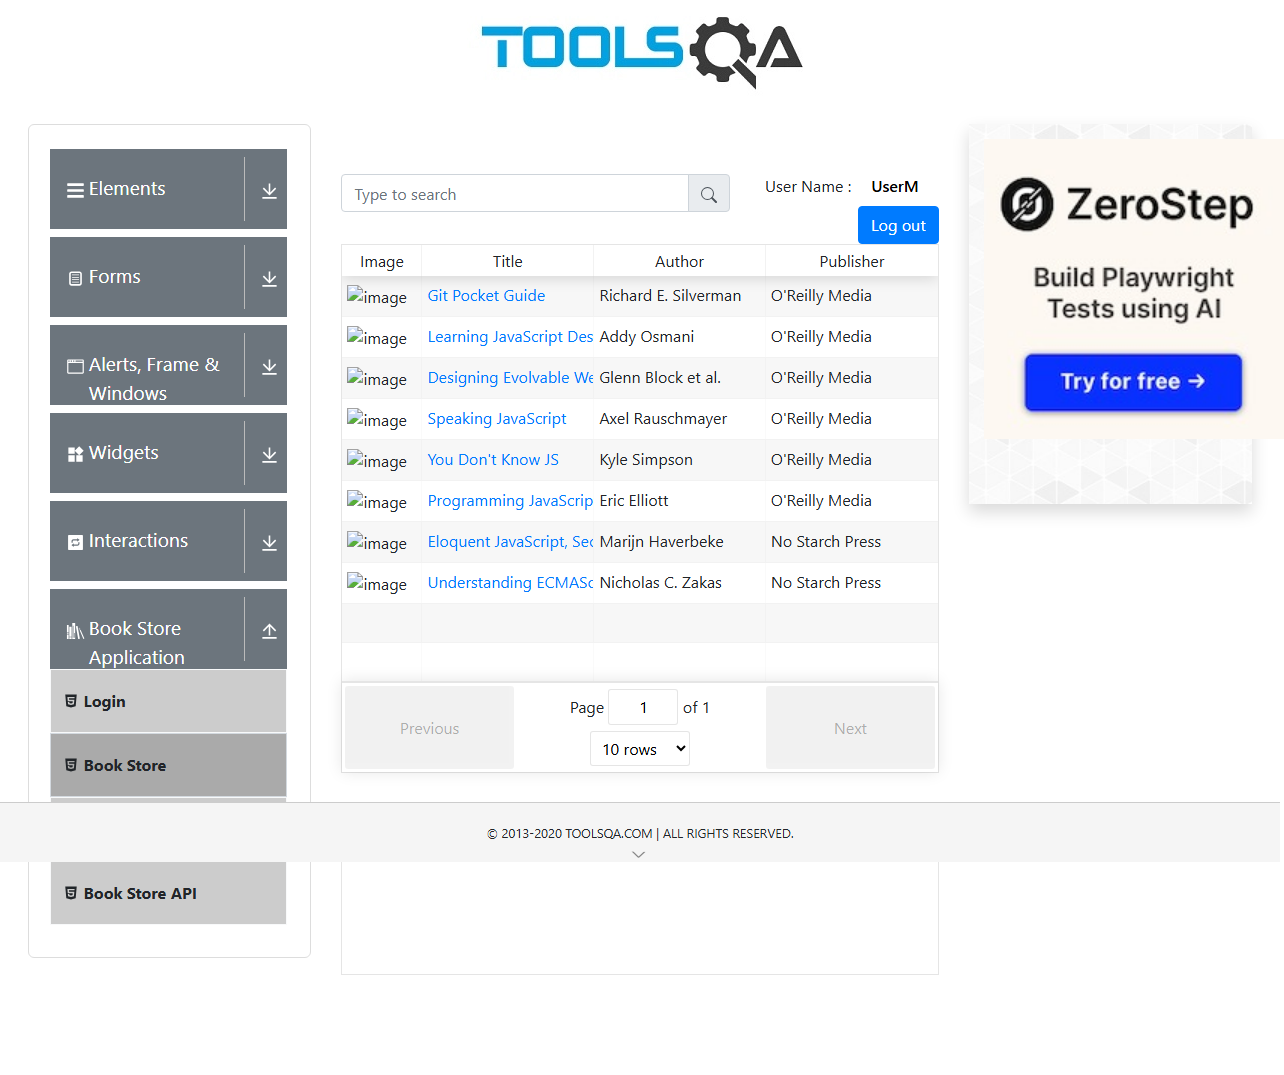 TOOLSQA
Elements
Forms
Alerts, Frame &
Windows
Widgets
Interactions
Book Store
Application
Login
Book Store
Book Store API
Type to search
User Name : UserM
Log out
Image Title Author Publisher
image Git Pocket Guide Richard E. Silverman O'Reilly Media
image Learning JavaScript Des Addy Osmani O'Reilly Media
image Designing Evolvable We Glenn Block et al. O'Reilly Media
image Speaking JavaScript Axel Rauschmayer O'Reilly Media
image You Don't Know JS Kyle Simpson O'Reilly Media
image Programming JavaScrip Eric Elliott O'Reilly Media
image Eloquent JavaScript, Sec Marijn Haverbeke No Starch Press
image Understanding ECMASc Nicholas C. Zakas No Starch Press
Previous
Page 1 of 1
10 rows
Next
ZeroStep
Build Playwright
Tests using AI
Try for free →
© 2013-2020 TOOLSQA.COM | ALL RIGHTS RESERVED.